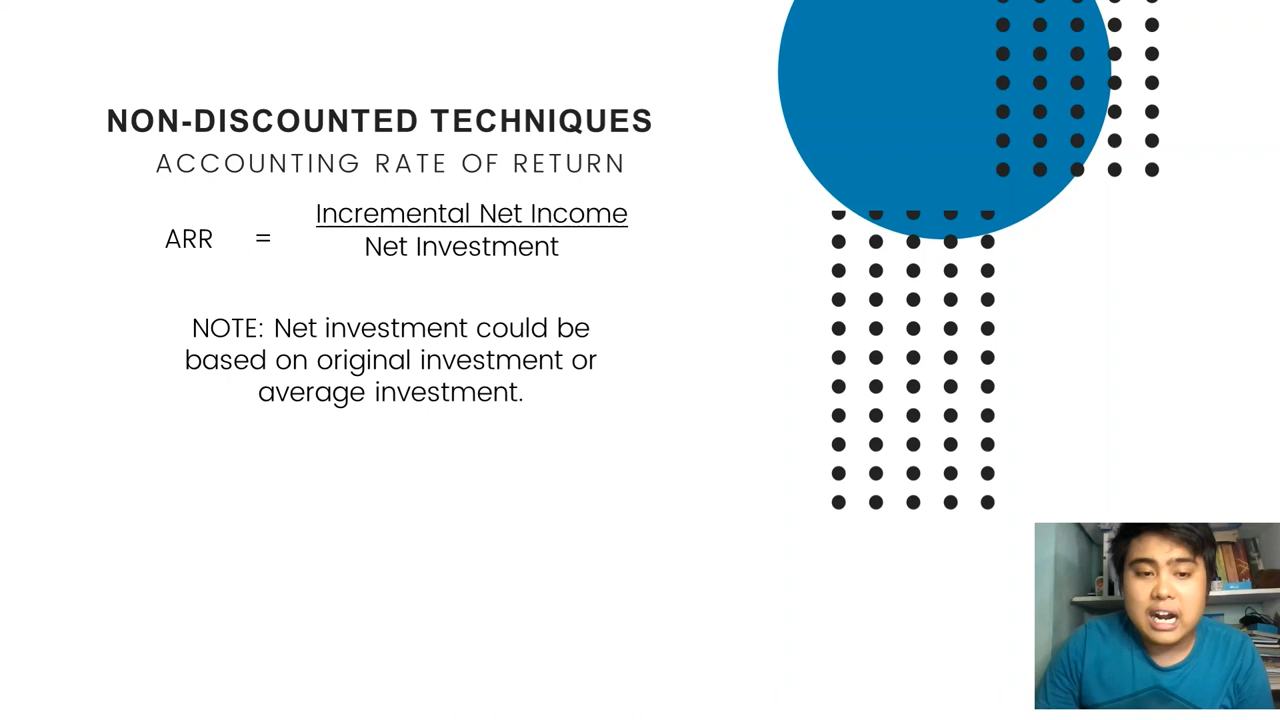 NON-DISCOUNTED TECHNIQUES
ACCOUNTING RATE OF RETURN
ARR = Incremental Net Income
Net Investment
NOTE: Net investment could be
based on original investment or
average investment.